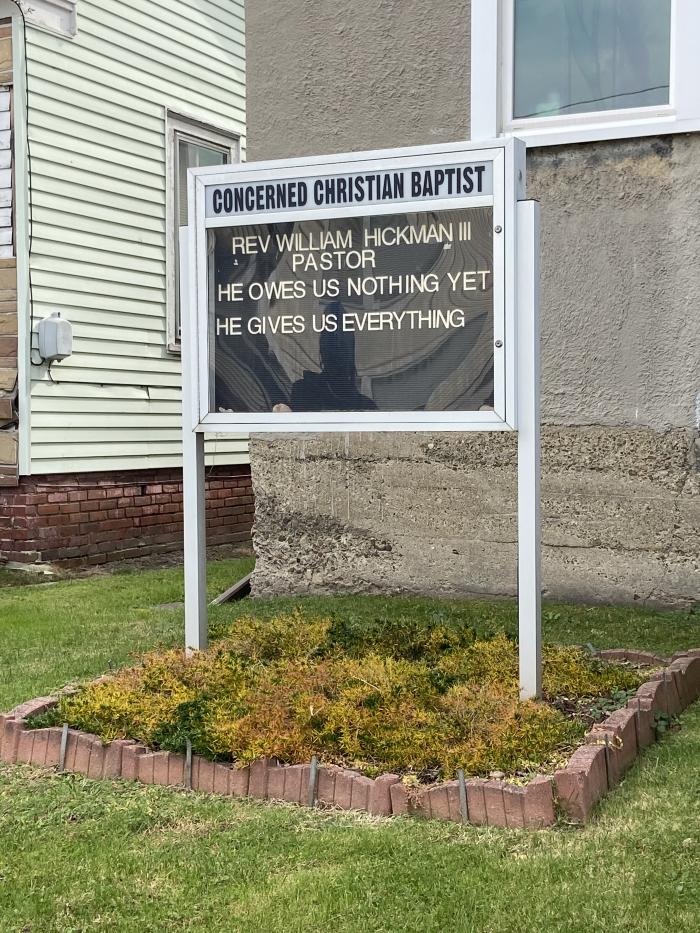 CONCERNED CHRISTIAN BAPTIST
REV WILLIAM HICKMAN III
PASTOR
HE OWES US NOTHING YET
HE GIVES US EVERYTHING